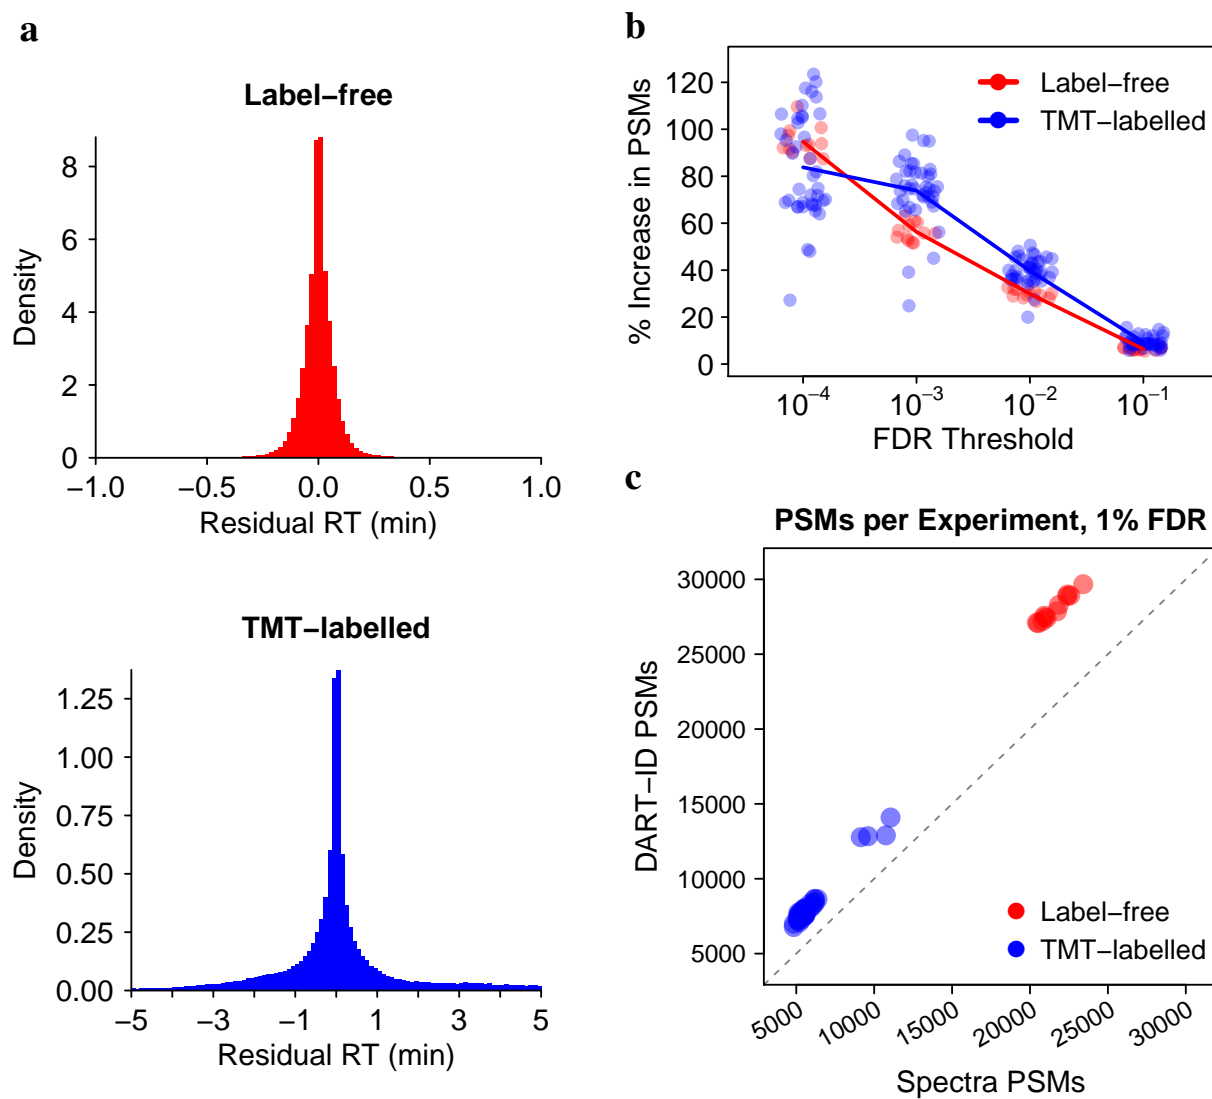 a
Label−free
Density
8
6
4
2
0
−1.0 −0.5 0.0 0.5 1.0
Residual RT (min)
TMT−labelled
Density
1.25
1.00
0.75
0.50
0.25
0.00
−5 −3 −1 1 3 5
Residual RT (min)
b
% Increase in PSMs
120
100
80
60
40
20
0
Label−free
TMT−labelled
10−4 10−3 10−2 10−1
FDR Threshold
c
PSMs per Experiment, 1% FDR
DART−ID PSMs
30000
25000
20000
15000
10000
5000
Label−free
TMT−labelled
5000 10000 15000 20000 25000 30000
Spectra PSMs